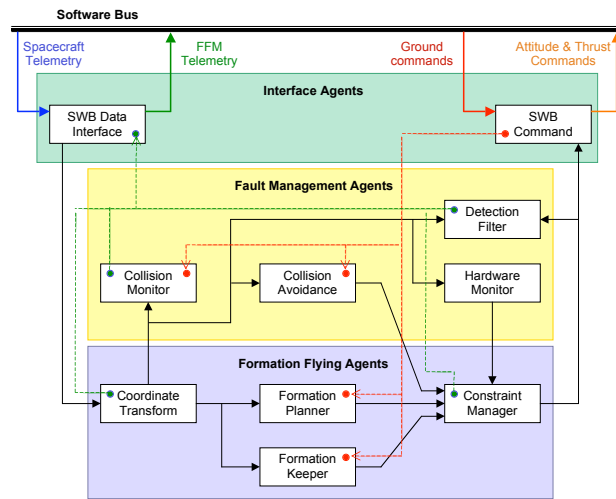 Software Bus
Spacecraft
Telemetry
FFM
Telemetry
Ground
commands
Attitude & Thrust
Commands
Interface Agents
SWB Data
Interface
SWB
Command
Fault Management Agents
Detection
Filter
Collision
Monitor
Collision
Avoidance
Hardware
Monitor
Formation Flying Agents
Coordinate
Transform
Formation
Planner
Constraint
Manager
Formation
Keeper